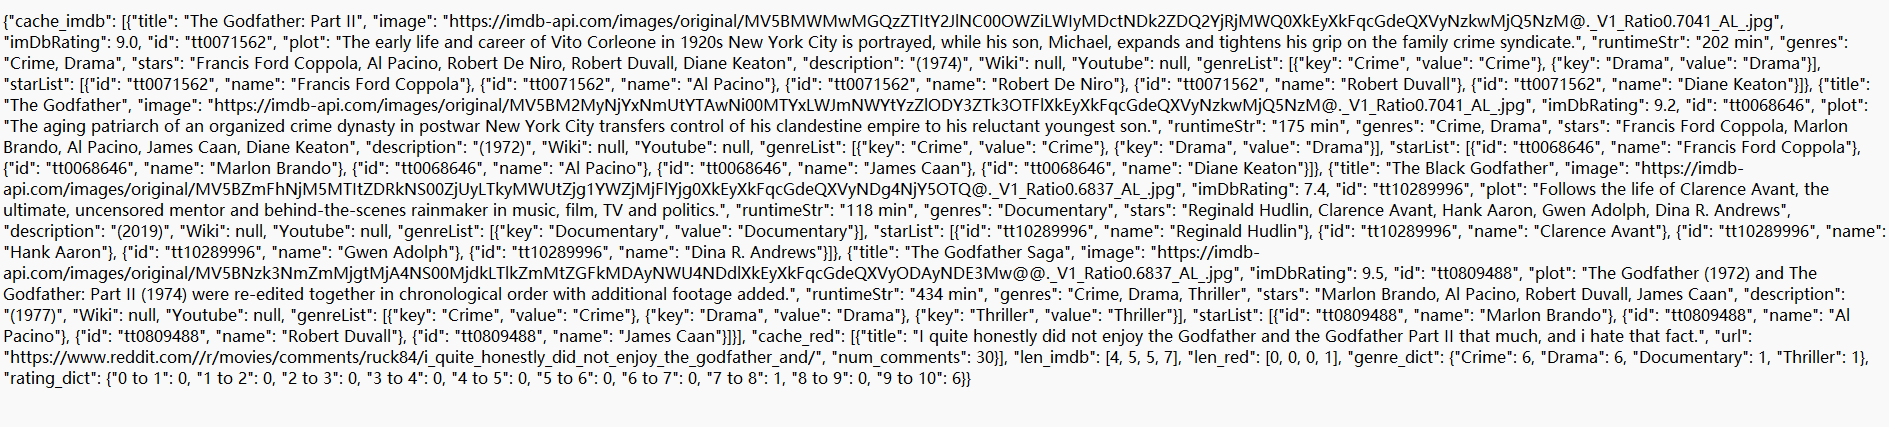 {"cache_imdb": [{"title": "The Godfather: Part II", "image": "https://imdb-api.com/images/original/MV5BMWMwMGQzZTItY2JlNC00OWZiLWIyMDctNDk2ZDQ2YjRjMWQ0XkEyXkFqcGdeQXVyNzkwMjQ5NzM@._V1_Ratio0.7041_AL_.jpg",
"imDbRating": 9.0, "id": "tt0071562", "plot": "The early life and career of Vito Corleone in 1920s New York City is portrayed, while his son, Michael, expands and tightens his grip on the family crime syndicate.", "runtimeStr": "202 min", "genres":
"Crime, Drama", "stars": "Francis Ford Coppola, Al Pacino, Robert De Niro, Robert Duvall, Diane Keaton", "description": "(1974)", "Wiki": null, "Youtube": null, "genreList": [{"key": "Crime", "value": "Crime"}, {"key": "Drama", "value": "Drama"}],
"starList": [{"id": "tt0071562", "name": "Francis Ford Coppola"}, {"id": "tt0071562", "name": "Al Pacino"}, {"id": "tt0071562", "name": "Robert De Niro"}, {"id": "tt0071562", "name": "Robert Duvall"}, {"id": "tt0071562", "name": "Diane Keaton"}]}, {"title":
"The Godfather", "image": "https://imdb-api.com/images/original/MV5BM2MyNjYxNmUtYTAwNi00MTYxLWJmNWYtYzZlODY3ZTk3OTFlXkEyXkFqcGdeQXVyNzkwMjQ5NzM@._V1_Ratio0.7041_AL_.jpg", "imDbRating": 9.2, "id": "tt0068646", "plot":
"The aging patriarch of an organized crime dynasty in postwar New York City transfers control of his clandestine empire to his reluctant youngest son.", "runtimeStr": "175 min", "genres": "Crime, Drama", "stars": "Francis Ford Coppola, Marlon
Brando, Al Pacino, James Caan, Diane Keaton", "description": "(1972)", "Wiki": null, "Youtube": null, "genreList": [{"key": "Crime", "value": "Crime"}, {"key": "Drama", "value": "Drama"}], "starList": [{"id": "tt0068646", "name": "Francis Ford Coppola"},
{"id": "tt0068646", "name": "Marlon Brando"}, {"id": "tt0068646", "name": "Al Pacino"}, {"id": "tt0068646", "name": "James Caan"}, {"id": "tt0068646", "name": "Diane Keaton"}]}, {"title": "The Black Godfather", "image": "https://imdb-
api.com/images/original/MV5BZmFhNjM5MTItZDRkNS00ZjUyLTkyMWUtZjg1YWZjMjFlYjg0XkEyXkFqcGdeQXVyNDg4NjY5OTQ@._V1_Ratio0.6837_AL_.jpg", "imDbRating": 7.4, "id": "tt10289996", "plot": "Follows the life of Clarence Avant, the
ultimate, uncensored mentor and behind-the-scenes rainmaker in music, film, TV and politics.", "runtimeStr": "118 min", "genres": "Documentary", "stars": "Reginald Hudlin, Clarence Avant, Hank Aaron, Gwen Adolph, Dina R. Andrews",
"description": "(2019)", "Wiki": null, "Youtube": null, "genreList": [{"key": "Documentary", "value": "Documentary"}], "starList": [{"id": "tt10289996", "name": "Reginald Hudlin"}, {"id": "tt10289996", "name": "Clarence Avant"}, {"id": "tt10289996", "name":
"Hank Aaron"}, {"id": "tt10289996", "name": "Gwen Adolph"}, {"id": "tt10289996", "name": "Dina R. Andrews"}]}, {"title": "The Godfather Saga", "image": "https://imdb-
api.com/images/original/MV5BNzk3NmZmMjgtMjA4NS00MjdkLTlkZmMtZGFkMDAyNWU4NDdlXkEyXkFqcGdeQXVyODAyNDE3Mw@@._V1_Ratio0.6837_AL_.jpg", "imDbRating": 9.5, "id": "tt0809488", "plot": "The Godfather (1972) and The
Godfather: Part II (1974) were re-edited together in chronological order with additional footage added.", "runtimeStr": "434 min", "genres": "Crime, Drama, Thriller", "stars": "Marlon Brando, Al Pacino, Robert Duvall, James Caan", "description":
"(1977)", "Wiki": null, "Youtube": null, "genreList": [{"key": "Crime", "value": "Crime"}, {"key": "Drama", "value": "Drama"}, {"key": "Thriller", "value": "Thriller"}], "starList": [{"id": "tt0809488", "name": "Marlon Brando"}, {"id": "tt0809488", "name": "Al
Pacino"}, {"id": "tt0809488", "name": "Robert Duvall"}, {"id": "tt0809488", "name": "James Caan"}]}], "cache_red": [{"title": "I quite honestly did not enjoy the Godfather and the Godfather Part II that much, and i hate that fact.", "url":
"https://www.reddit.com//r/movies/comments/ruck84/i_quite_honestly_did_not_enjoy_the_godfather_and/", "num_comments": 30}], "len_imdb": [4, 5, 5, 7], "len_red": [0, 0, 0, 1], "genre_dict": {"Crime": 6, "Drama": 6, "Documentary": 1, "Thriller": 1},
"rating_dict": {"0 to 1": 0, "1 to 2": 0, "2 to 3": 0, "3 to 4": 0, "4 to 5": 0, "5 to 6": 0, "6 to 7": 0, "7 to 8": 1, "8 to 9": 0, "9 to 10": 6}}